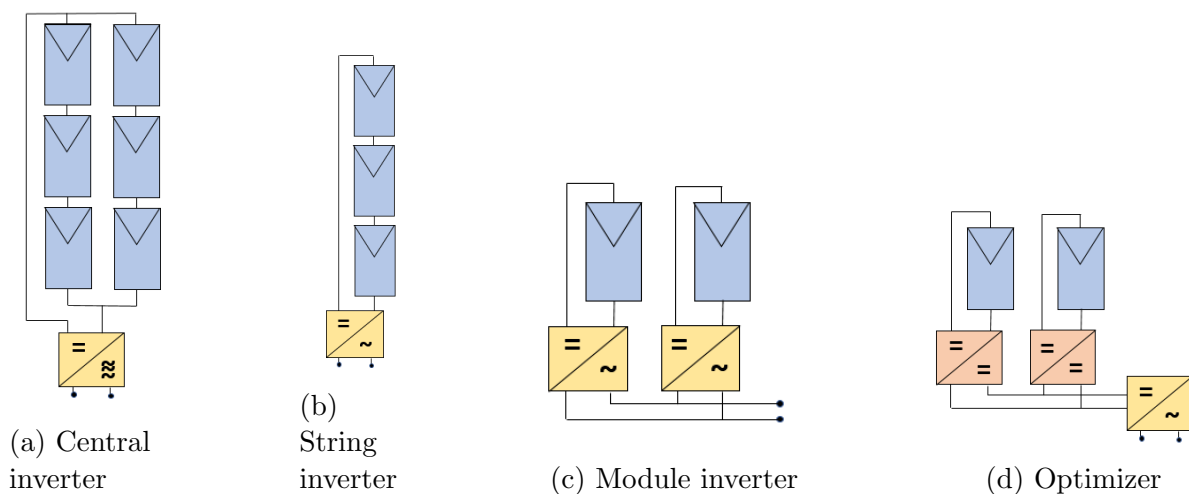 =
≋
(a) Central
inverter
=
~
(b)
String
inverter
=
~
=
~
(c) Module inverter
=
=
=
=
=
~
(d) Optimizer